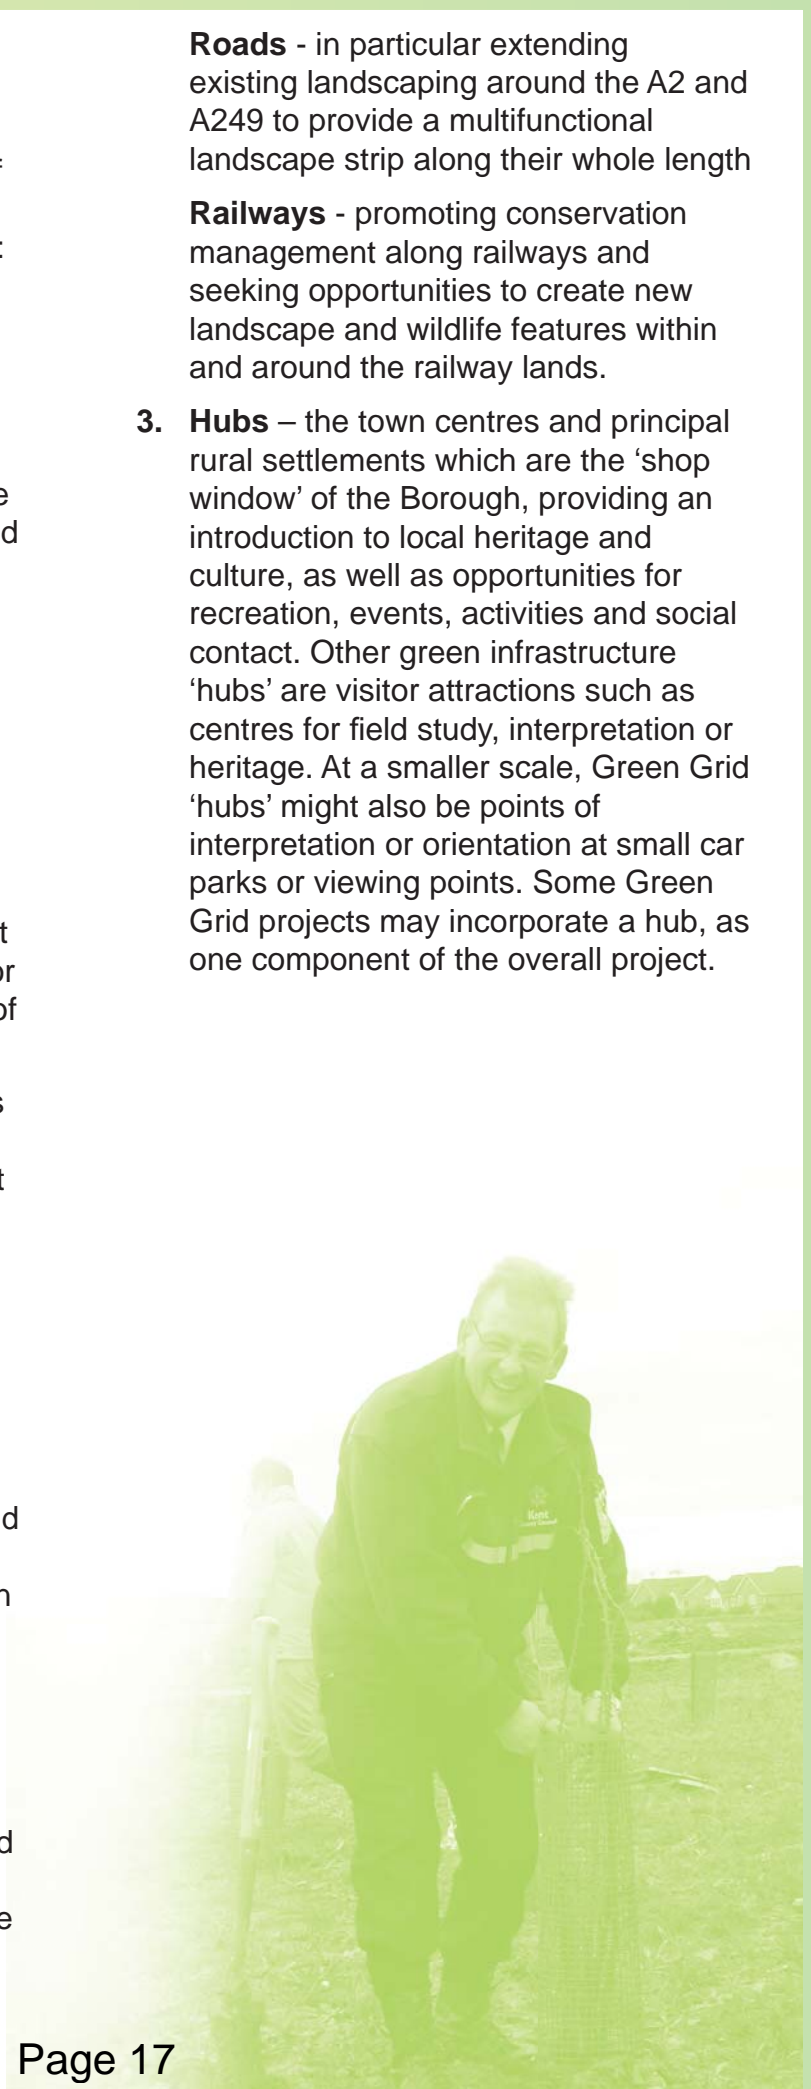 Roads - in particular extending
existing landscaping around the A2 and
A249 to provide a multifunctional
landscape strip along their whole length
Railways - promoting conservation
management along railways and
seeking opportunities to create new
landscape and wildlife features within
and around the railway lands.
3. Hubs – the town centres and principal
rural settlements which are the ‘shop
window’ of the Borough, providing an
introduction to local heritage and
culture, as well as opportunities for
recreation, events, activities and social
contact. Other green infrastructure
‘hubs’ are visitor attractions such as
centres for field study, interpretation or
heritage. At a smaller scale, Green Grid
‘hubs’ might also be points of
interpretation or orientation at small car
parks or viewing points. Some Green
Grid projects may incorporate a hub, as
one component of the overall project.
Kent
Page 17